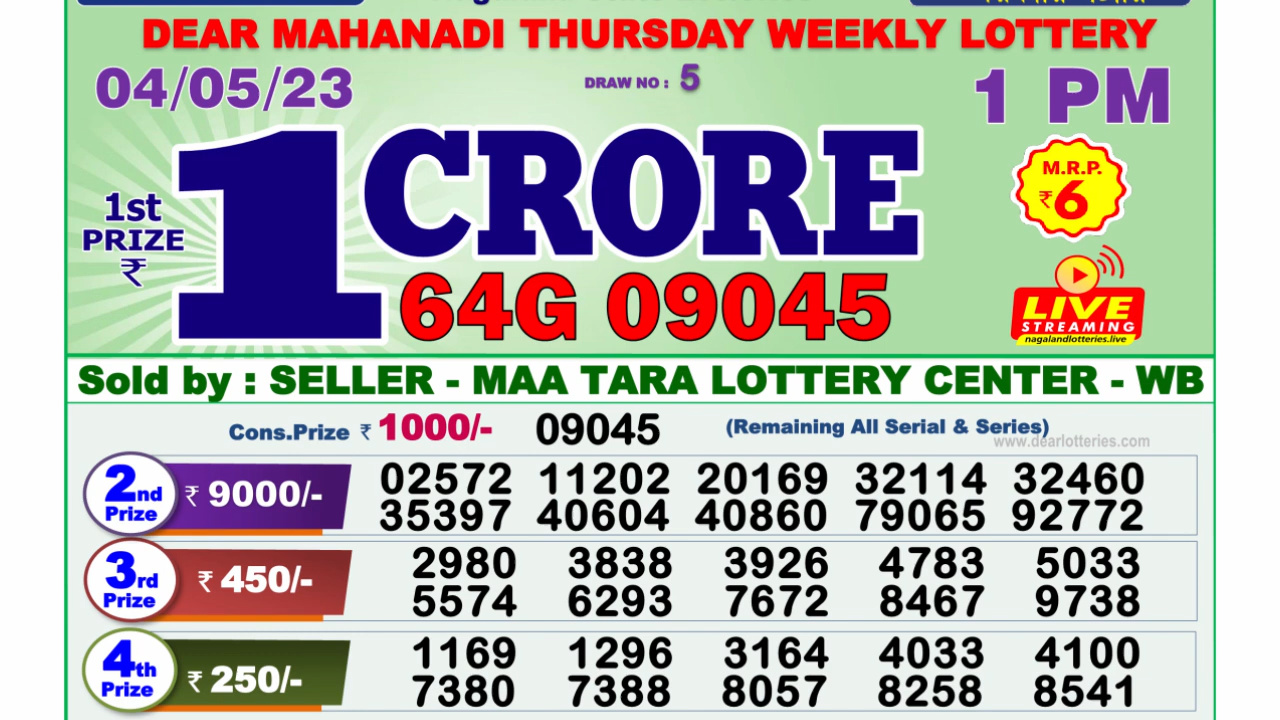 DEAR MAHANADI THURSDAY WEEKLY LOTTERY
04/05/23
DRAW NO : 5
1 PM
1st
PRIZE
₹
1 CRORE
64G 09045
M.R.P.
₹6
LIVE
STREAMING
nagalandlotteries.live
Sold by : SELLER - MAA TARA LOTTERY CENTER - WB
Cons.Prize ₹ 1000/- 09045 (Remaining All Serial & Series)
www.dearlotteries.com
2nd Prize ₹ 9000/-
02572 11202 20169 32114 32460
35397 40604 40860 79065 92772
3rd Prize ₹ 450/-
2980 3838 3926 4783 5033
5574 6293 7672 8467 9738
4th Prize ₹ 250/-
1169 1296 3164 4033 4100
7380 7388 8057 8258 8541